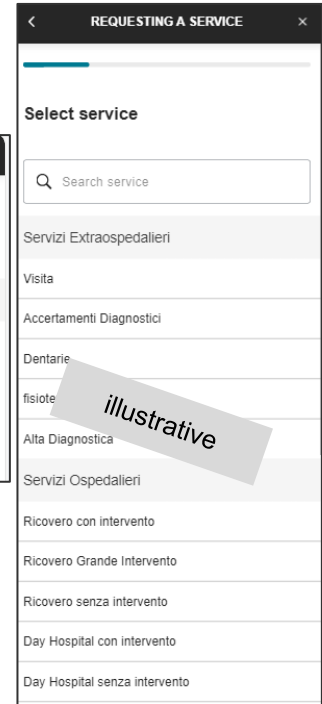 REQUESTING A SERVICE
Select service
Search service
Servizi Extraospedalieri
Visita
Accertamenti Diagnostici
Dentarie
fisiote
illustrative
Alta Diagnostica
Servizi Ospedalieri
Ricovero con intervento
Ricovero Grande Intervento
Ricovero senza intervento
Day Hospital con intervento
Day Hospital senza intervento